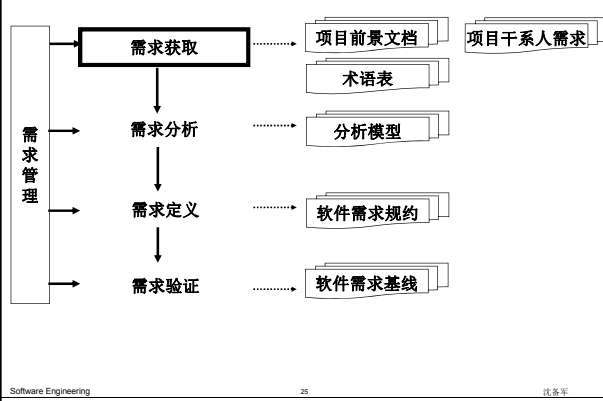 需求管理
需求获取
项目前景文档
项目干系人需求
术语表
需求分析
分析模型
需求定义
软件需求规约
需求验证
软件需求基线
Software Engineering
25
沈备军